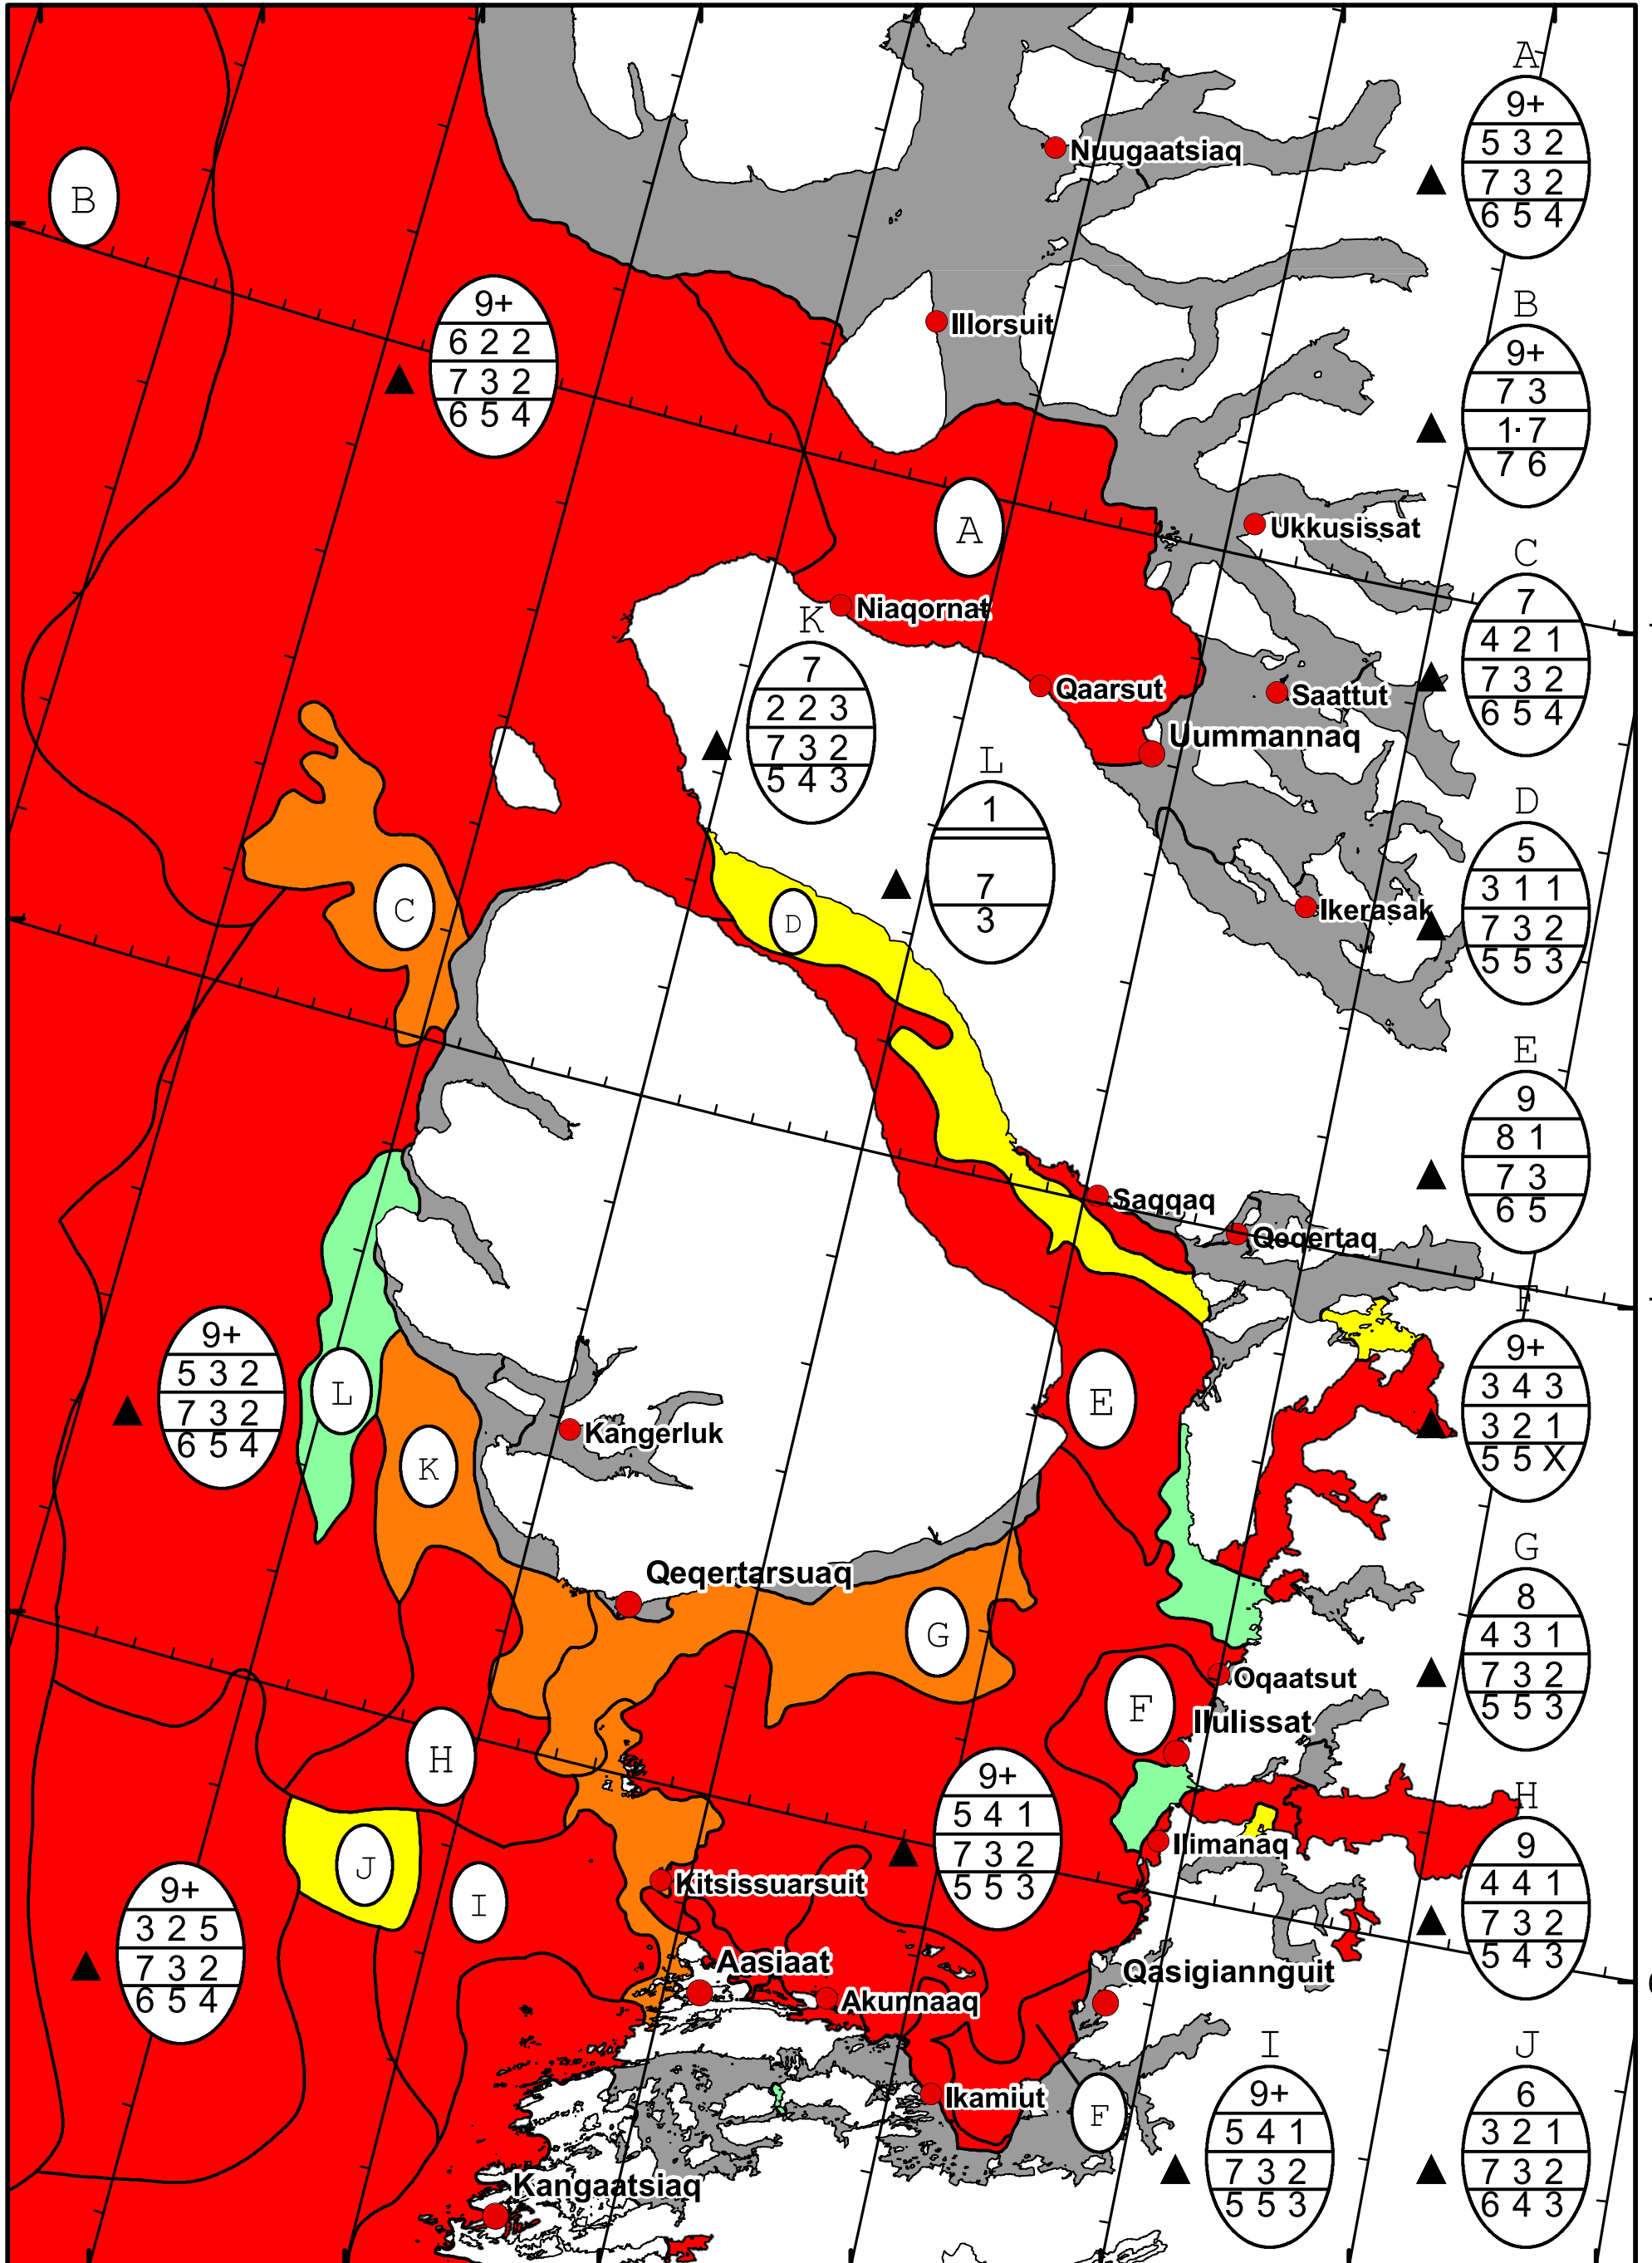 A
9+
5 3 2
7 3 2
6 5 4
Nuugaatsiaq
B
9+
6 2 2
7 3 2
6 5 4
Illorsuit
B
9+
7 3
1· 7
7 6
A
Ukkusissat
C
7
4 2 1
7 3 2
6 5 4
Niaqornat
K
7
2 2 3
7 3 2
5 4 3
Qaarsut
Saattut
Uummannaq
L
1
7
3
D
5
3 1 1
7 3 2
5 5 3
C
D
Ikerasak
E
9
8 1
7 3
6 5
Saqqaq
Qeqertaq
F
9+
3 4 3
3 2 1
5 5 X
9+
5 3 2
7 3 2
6 5 4
L
E
Kangerluk
K
G
8
4 3 1
7 3 2
5 5 3
Qeqertarsuaq
G
Oqaatsut
F
Ilulissat
H
9+
5 4 1
7 3 2
5 5 3
H
9
4 4 1
7 3 2
5 4 3
Ilimanaq
J
I
Kitsissuarsuit
9+
3 2 5
7 3 2
6 5 4
Aasiaat
Akunnaaq
Qasigiannguit
I
9+
5 4 1
7 3 2
5 5 3
J
6
3 2 1
7 3 2
6 4 3
Ikamiut
F
Kangaatsiaq